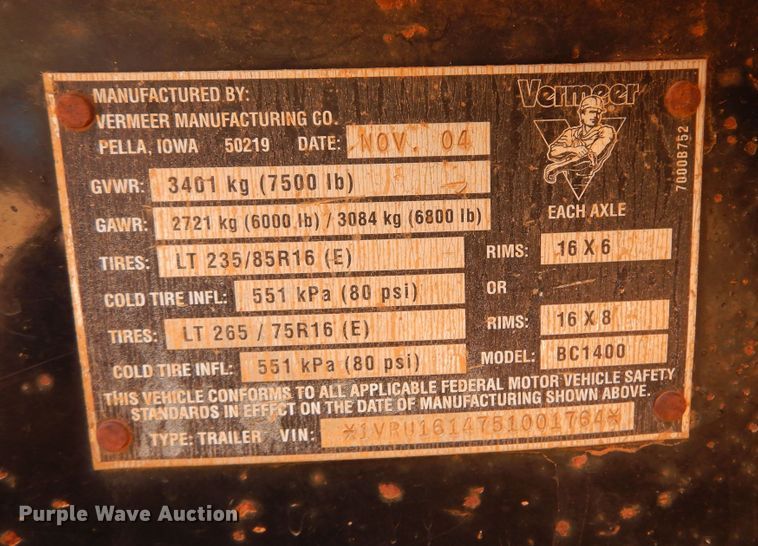 Vermeer
MANUFACTURED BY:
VERMEER MANUFACTURING CO.
PELLA, IOWA 50219 DATE: NOV. 04
7000B752
GVWR: 3401 kg (7500 lb)
GAWR: 2721 kg (6000 lb) / 3084 kg (6800 lb) EACH AXLE
TIRES: LT 235/85R16 (E) RIMS: 16 X 6
COLD TIRE INFL: 551 kPa (80 psi) OR
TIRES: LT 265 / 75R16 (E) RIMS: 16 X 8
COLD TIRE INFL: 551 kPa (80 psi) MODEL: BC1400
THIS VEHICLE CONFORMS TO ALL APPLICABLE FEDERAL MOTOR VEHICLE SAFETY
STANDARDS IN EFFECT ON THE DATE OF MANUFACTURING SHOWN ABOVE.
TYPE: TRAILER VIN: *1VRU1614751001764*
Purple Wave Auction